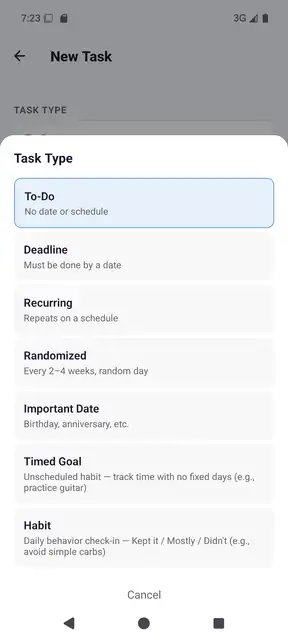 7:23
3G
New Task
TASK TYPE
Task Type
To-Do
No date or schedule
Deadline
Must be done by a date
Recurring
Repeats on a schedule
Randomized
Every 2–4 weeks, random day
Important Date
Birthday, anniversary, etc.
Timed Goal
Unscheduled habit — track time with no fixed days (e.g.,
practice guitar)
Habit
Daily behavior check-in — Kept it / Mostly / Didn't (e.g.,
avoid simple carbs)
Cancel